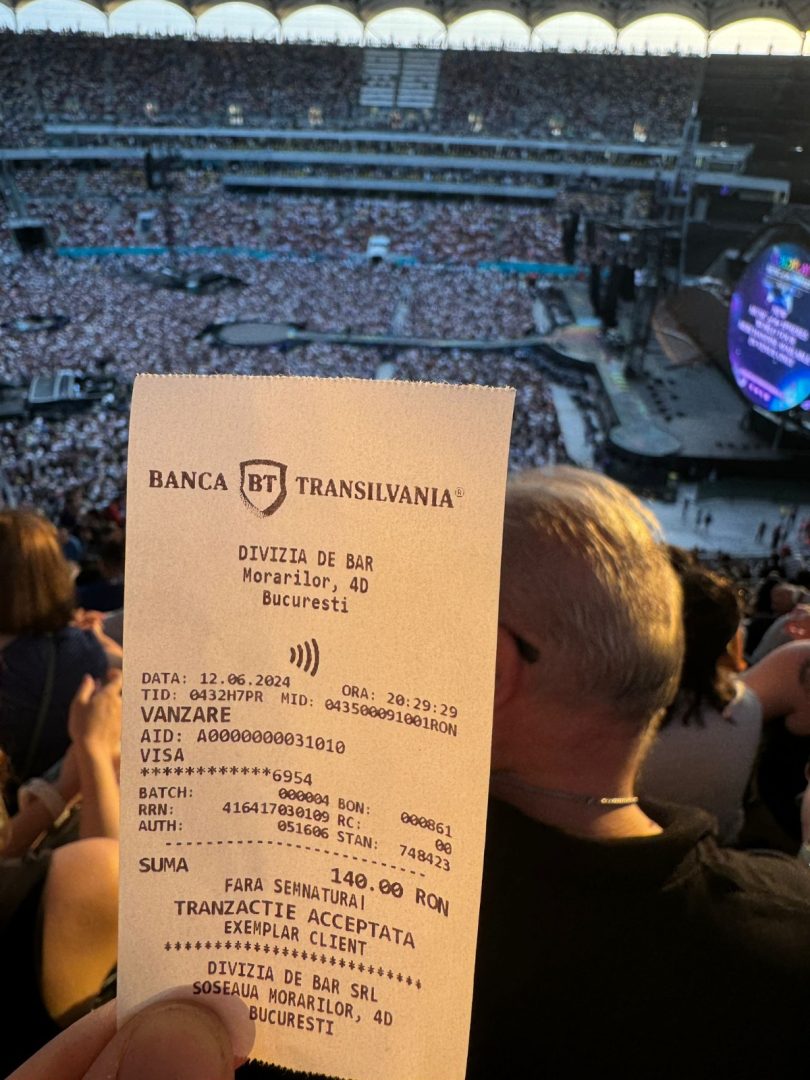 BANCA BT TRANSILVANIA®
DIVIZIA DE BAR
Morarilor, 4D
Bucuresti
DATA: 12.06.2024 ORA: 20:29:29
TID: 0432H7PR MID: 043500091001RON
VANZARE
AID: A0000000031010
VISA
************6954
BATCH: 000004 BON: 000861
RRN: 416417030109 RC: 00
AUTH: 051606 STAN: 748423
--------------------------
SUMA 140.00 RON
FARA SEMNATURA!
TRANZACTIE ACCEPTATA
EXEMPLAR CLIENT
**************************
DIVIZIA DE BAR SRL
SOSEAUA MORARILOR, 4D
BUCURESTI